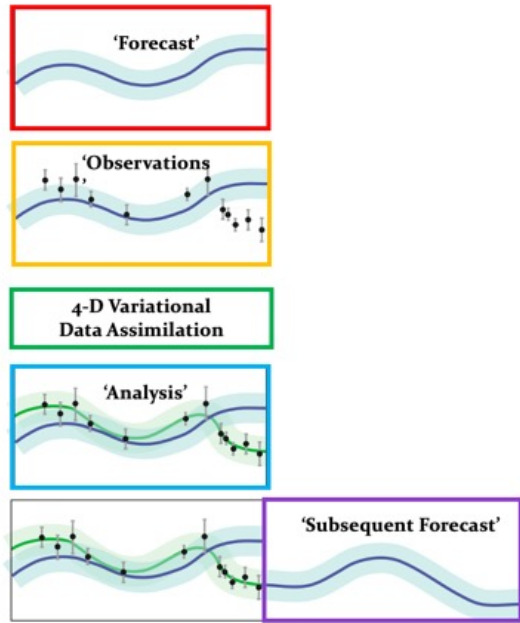 ‘Forecast’
‘Observations
’
4-D Variational
Data Assimilation
‘Analysis’
‘Subsequent Forecast’